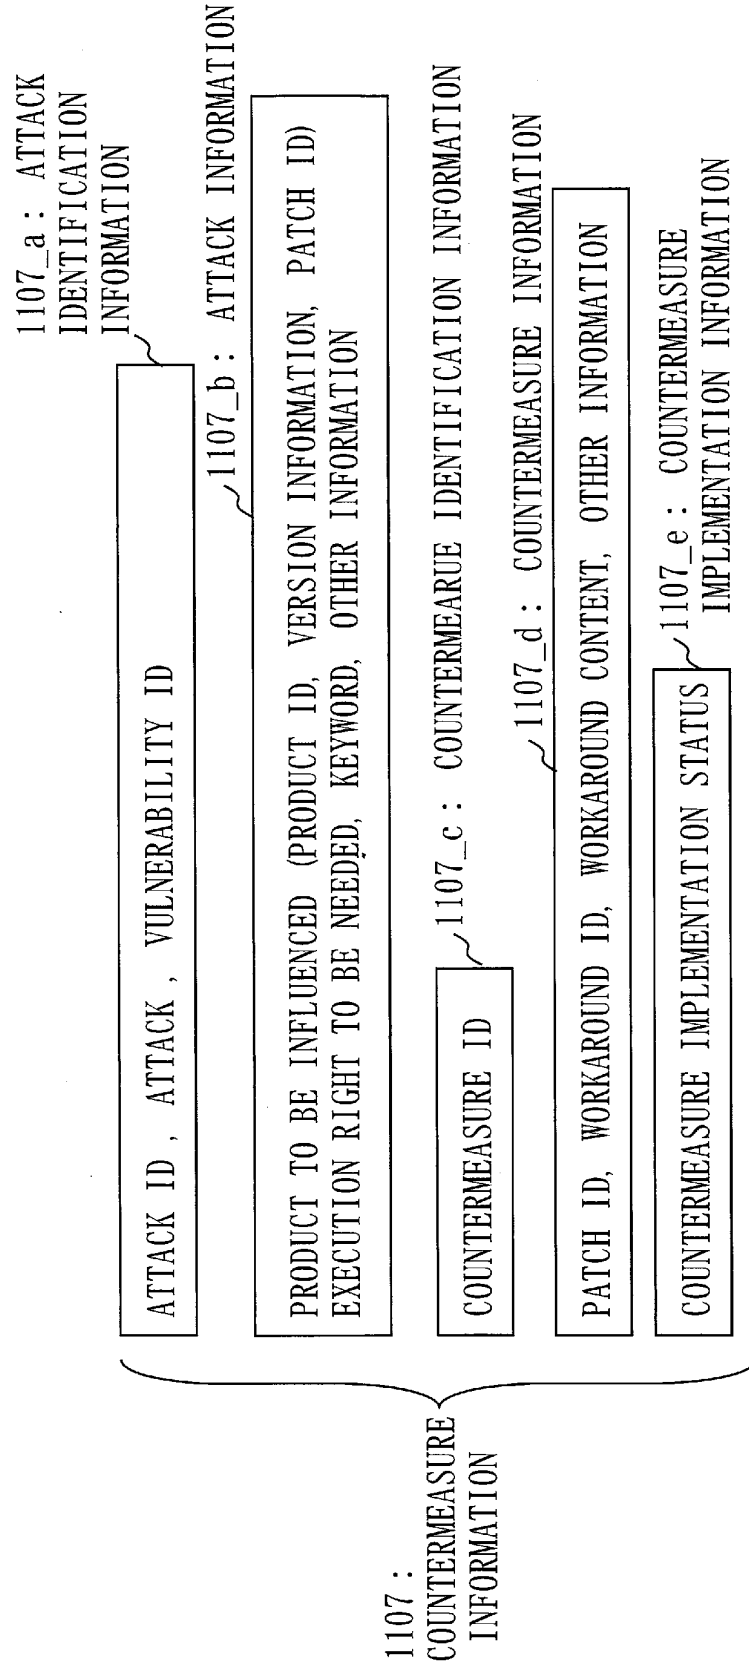 1107_a : ATTACK
IDENTIFICATION
INFORMATION
ATTACK ID , ATTACK , VULNERABILITY ID
1107_b : ATTACK INFORMATION
PRODUCT TO BE INFLUENCED (PRODUCT ID, VERSION INFORMATION, PATCH ID)
EXECUTION RIGHT TO BE NEEDED, KEYWORD, OTHER INFORMATION
1107 :
COUNTERMEASURE
INFORMATION
1107_c : COUNTERMEARUE IDENTIFICATION INFORMATION
COUNTERMEASURE ID
1107_d : COUNTERMEASURE INFORMATION
PATCH ID, WORKAROUND ID, WORKAROUND CONTENT, OTHER INFORMATION
1107_e : COUNTERMEASURE
IMPLEMENTATION INFORMATION
COUNTERMEASURE IMPLEMENTATION STATUS